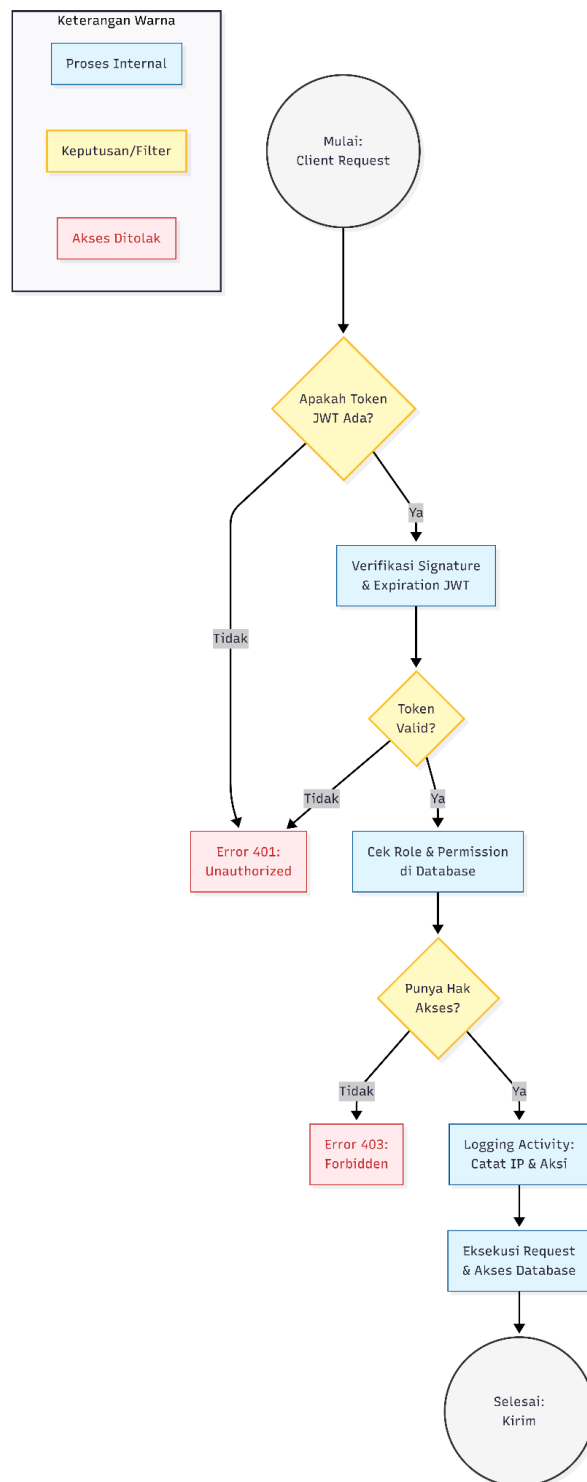 Keterangan Warna
Proses Internal
Keputusan/Filter
Akses Ditolak
Mulai:
Client Request
Apakah Token
JWT Ada?
Ya
Verifikasi Signature
& Expiration JWT
Tidak
Token
Valid?
Tidak
Ya
Error 401:
Unauthorized
Cek Role & Permission
di Database
Punya Hak
Akses?
Tidak
Ya
Error 403:
Forbidden
Logging Activity:
Catat IP & Aksi
Eksekusi Request
& Akses Database
Selesai:
Kirim